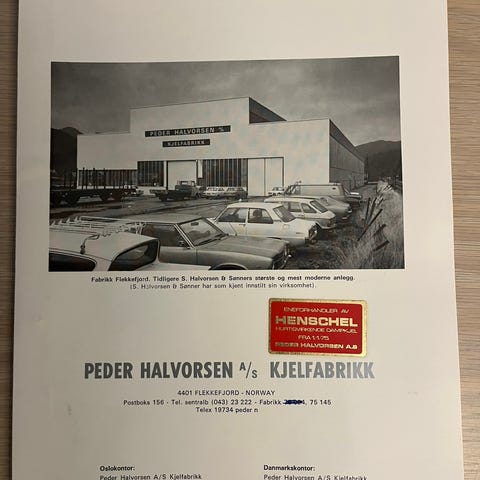 PEDER HALVORSEN A/S
KJELFABRIKK
Fabrikk Flekkefjord. Tidligere S. Halvorsen & Sønners største og mest moderne anlegg.
(S. Halvorsen & Sønner har som kjent innstilt sin virksomhet).
ENEFORHANDLER AV
HENSCHEL
HURTIGVIRKENDE DAMPKJEL
FRA 1-1-75
PEDER HALVORSEN A.S
PEDER HALVORSEN A/S KJELFABRIKK
4401 FLEKKEFJORD - NORWAY
Postboks 156 - Tel. sentralb (043) 23 222 - Fabrikk 75 145
Telex 19734 peder n
Oslokontor:
Peder Halvorsen A/S Kjelfabrikk
Danmarkskontor:
Peder Halvorsen A/S Kjelfabrikk